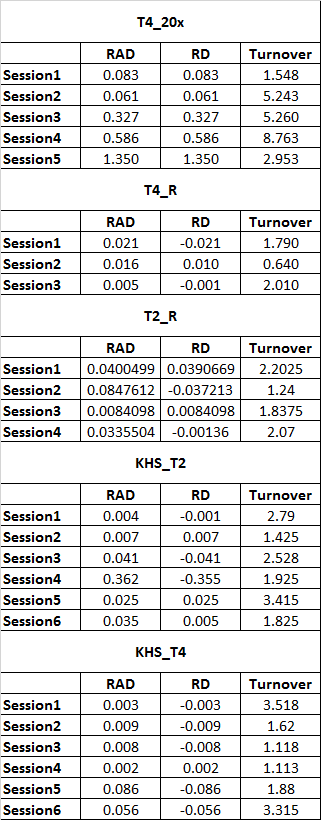 T4_20x
RAD RD Turnover
Session1 0.083 0.083 1.548
Session2 0.061 0.061 5.243
Session3 0.327 0.327 5.260
Session4 0.586 0.586 8.763
Session5 1.350 1.350 2.953
T4_R
RAD RD Turnover
Session1 0.021 -0.021 1.790
Session2 0.016 0.010 0.640
Session3 0.005 -0.001 2.010
T2_R
RAD RD Turnover
Session1 0.0400499 0.0390669 2.2025
Session2 0.0847612 -0.037213 1.24
Session3 0.0084098 0.0084098 1.8375
Session4 0.0335504 -0.00136 2.07
KHS_T2
RAD RD Turnover
Session1 0.004 -0.001 2.79
Session2 0.007 0.007 1.425
Session3 0.041 -0.041 2.528
Session4 0.362 -0.355 1.925
Session5 0.025 0.025 3.415
Session6 0.035 0.005 1.825
KHS_T4
RAD RD Turnover
Session1 0.003 -0.003 3.518
Session2 0.009 -0.009 1.62
Session3 0.008 -0.008 1.118
Session4 0.002 0.002 1.113
Session5 0.086 -0.086 1.88
Session6 0.056 -0.056 3.315